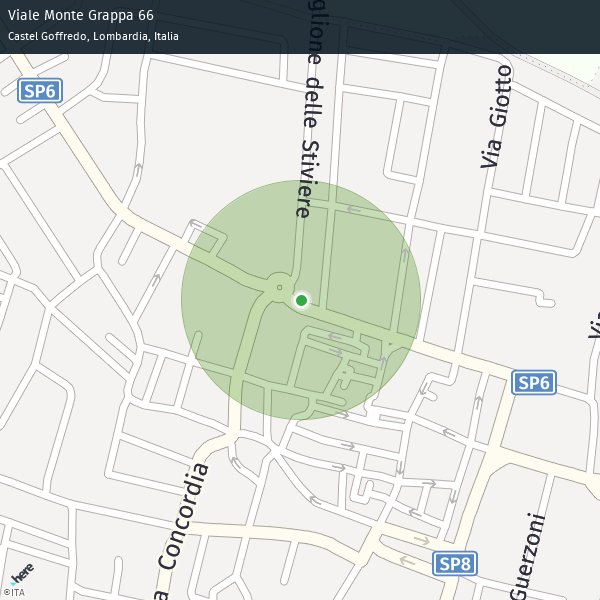 Viale Monte Grappa 66
Castel Goffredo, Lombardia, Italia
glione delle Stiviere
SP6
Via Giotto
Vi
SP6
a Concordia
SP8
Guerzoni
here
©ITA